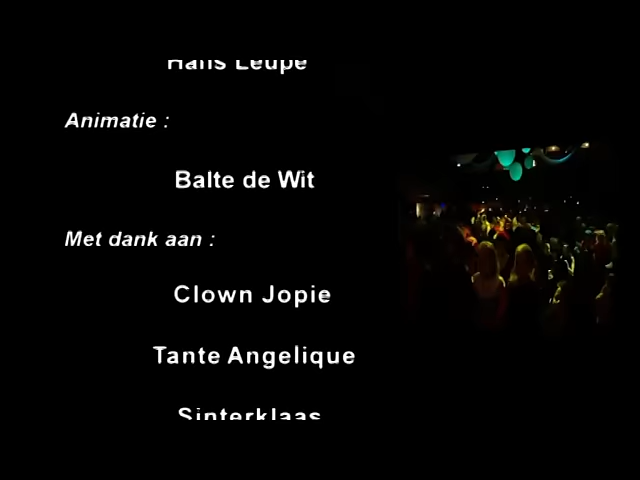 Hans Leupe
Animatie :
Balte de Wit
Met dank aan :
Clown Jopie
Tante Angelique
Sinterklaas